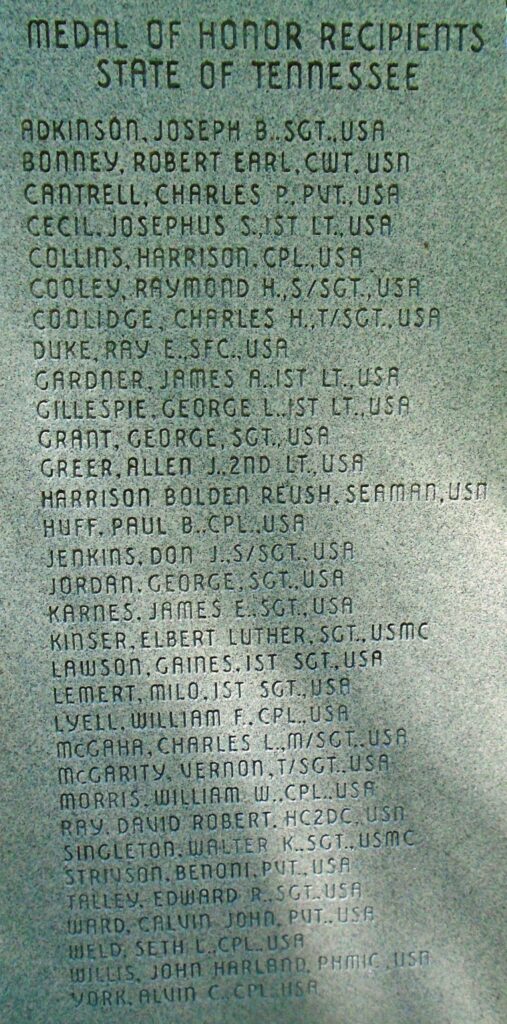 MEDAL OF HONOR RECIPIENTS
STATE OF TENNESSEE
ADKINSON, JOSEPH B., SGT., USA
BONNEY, ROBERT EARL, CWT, USN
CANTRELL, CHARLES P., PVT., USA
CECIL, JOSEPHUS S., 1ST LT., USA
COLLINS, HARRISON, CPL., USA
COOLEY, RAYMOND H., S/SGT., USA
COOLIDGE, CHARLES H., T/SGT., USA
DUKE, RAY E., SFC., USA
GARDNER, JAMES A., 1ST LT., USA
GILLESPIE, GEORGE L., 1ST LT., USA
GRANT, GEORGE, SGT., USA
GREER, ALLEN J., 2ND LT., USA
HARRISON BOLDEN REUSH, SEAMAN, USN
HUFF, PAUL B., CPL., USA
JENKINS, DON J., S/SGT., USA
JORDAN, GEORGE, SGT., USA
KARNES, JAMES E., SGT., USA
KINSER, ELBERT LUTHER, SGT., USMC
LAWSON, GAINES, 1ST SGT., USA
LEMERT, MILO, 1ST SGT., USA
LYELL, WILLIAM F., CPL., USA
McGAHA, CHARLES L., M/SGT., USA
McGARITY, VERNON, T/SGT., USA
MORRIS, WILLIAM W., CPL., USA
RAY, DAVID ROBERT, HC2DC, USN
SINGLETON, WALTER K., SGT., USMC
STRIVSON, BENONI, PVT., USA
TALLEY, EDWARD R., SGT., USA
WARD, CALVIN JOHN, PVT., USA
WELD, SETH L., CPL., USA
WILLIS, JOHN HARLAND, PHMIC, USN
YORK, ALVIN C., CPL., USA